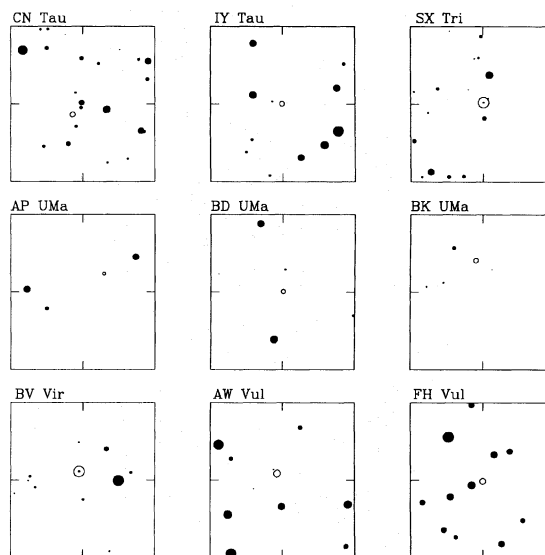 CN Tau
IY Tau
SX Tri
AP UMa
BD UMa
BK UMa
BV Vir
AW Vul
FH Vul